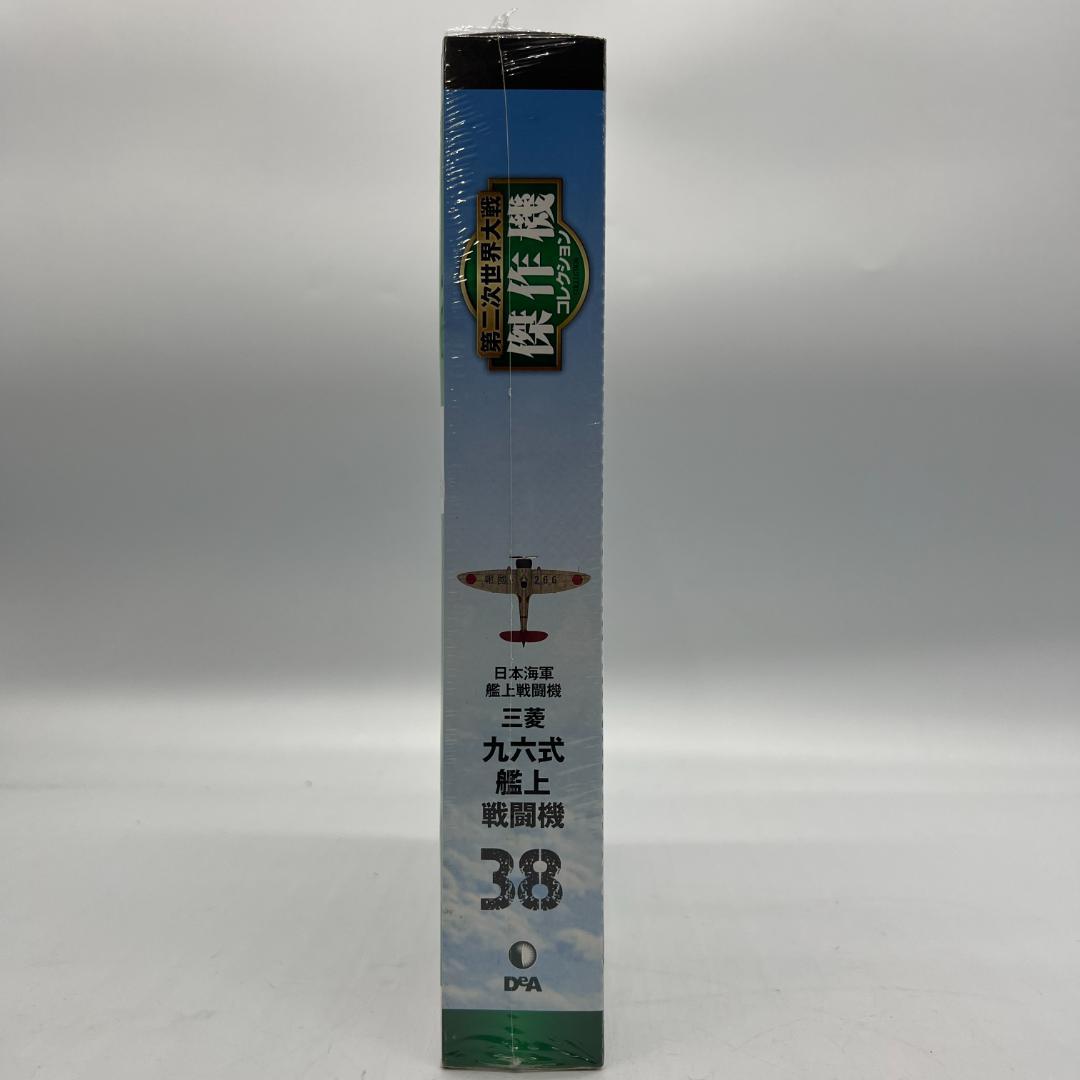 第二次世界大戦
傑作機
コレクション
266
日本海軍
艦上戦闘機
三菱
九六式
艦上
戦闘機
38
DeA